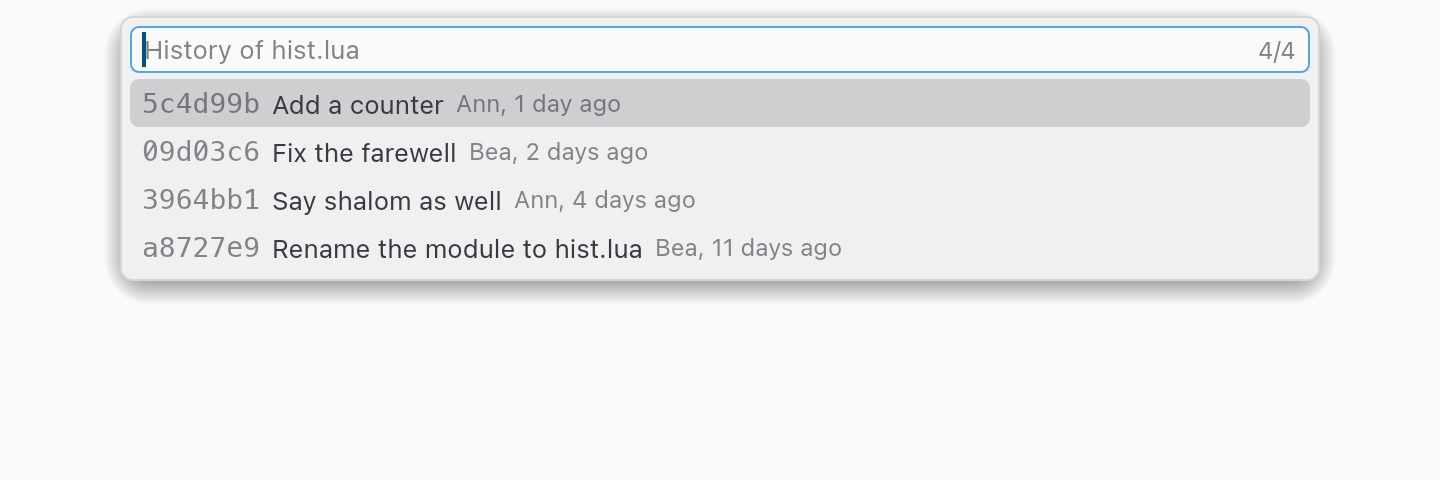 History of hist.lua 4/4
5c4d99b Add a counter Ann, 1 day ago
09d03c6 Fix the farewell Bea, 2 days ago
3964bb1 Say shalom as well Ann, 4 days ago
a8727e9 Rename the module to hist.lua Bea, 11 days ago